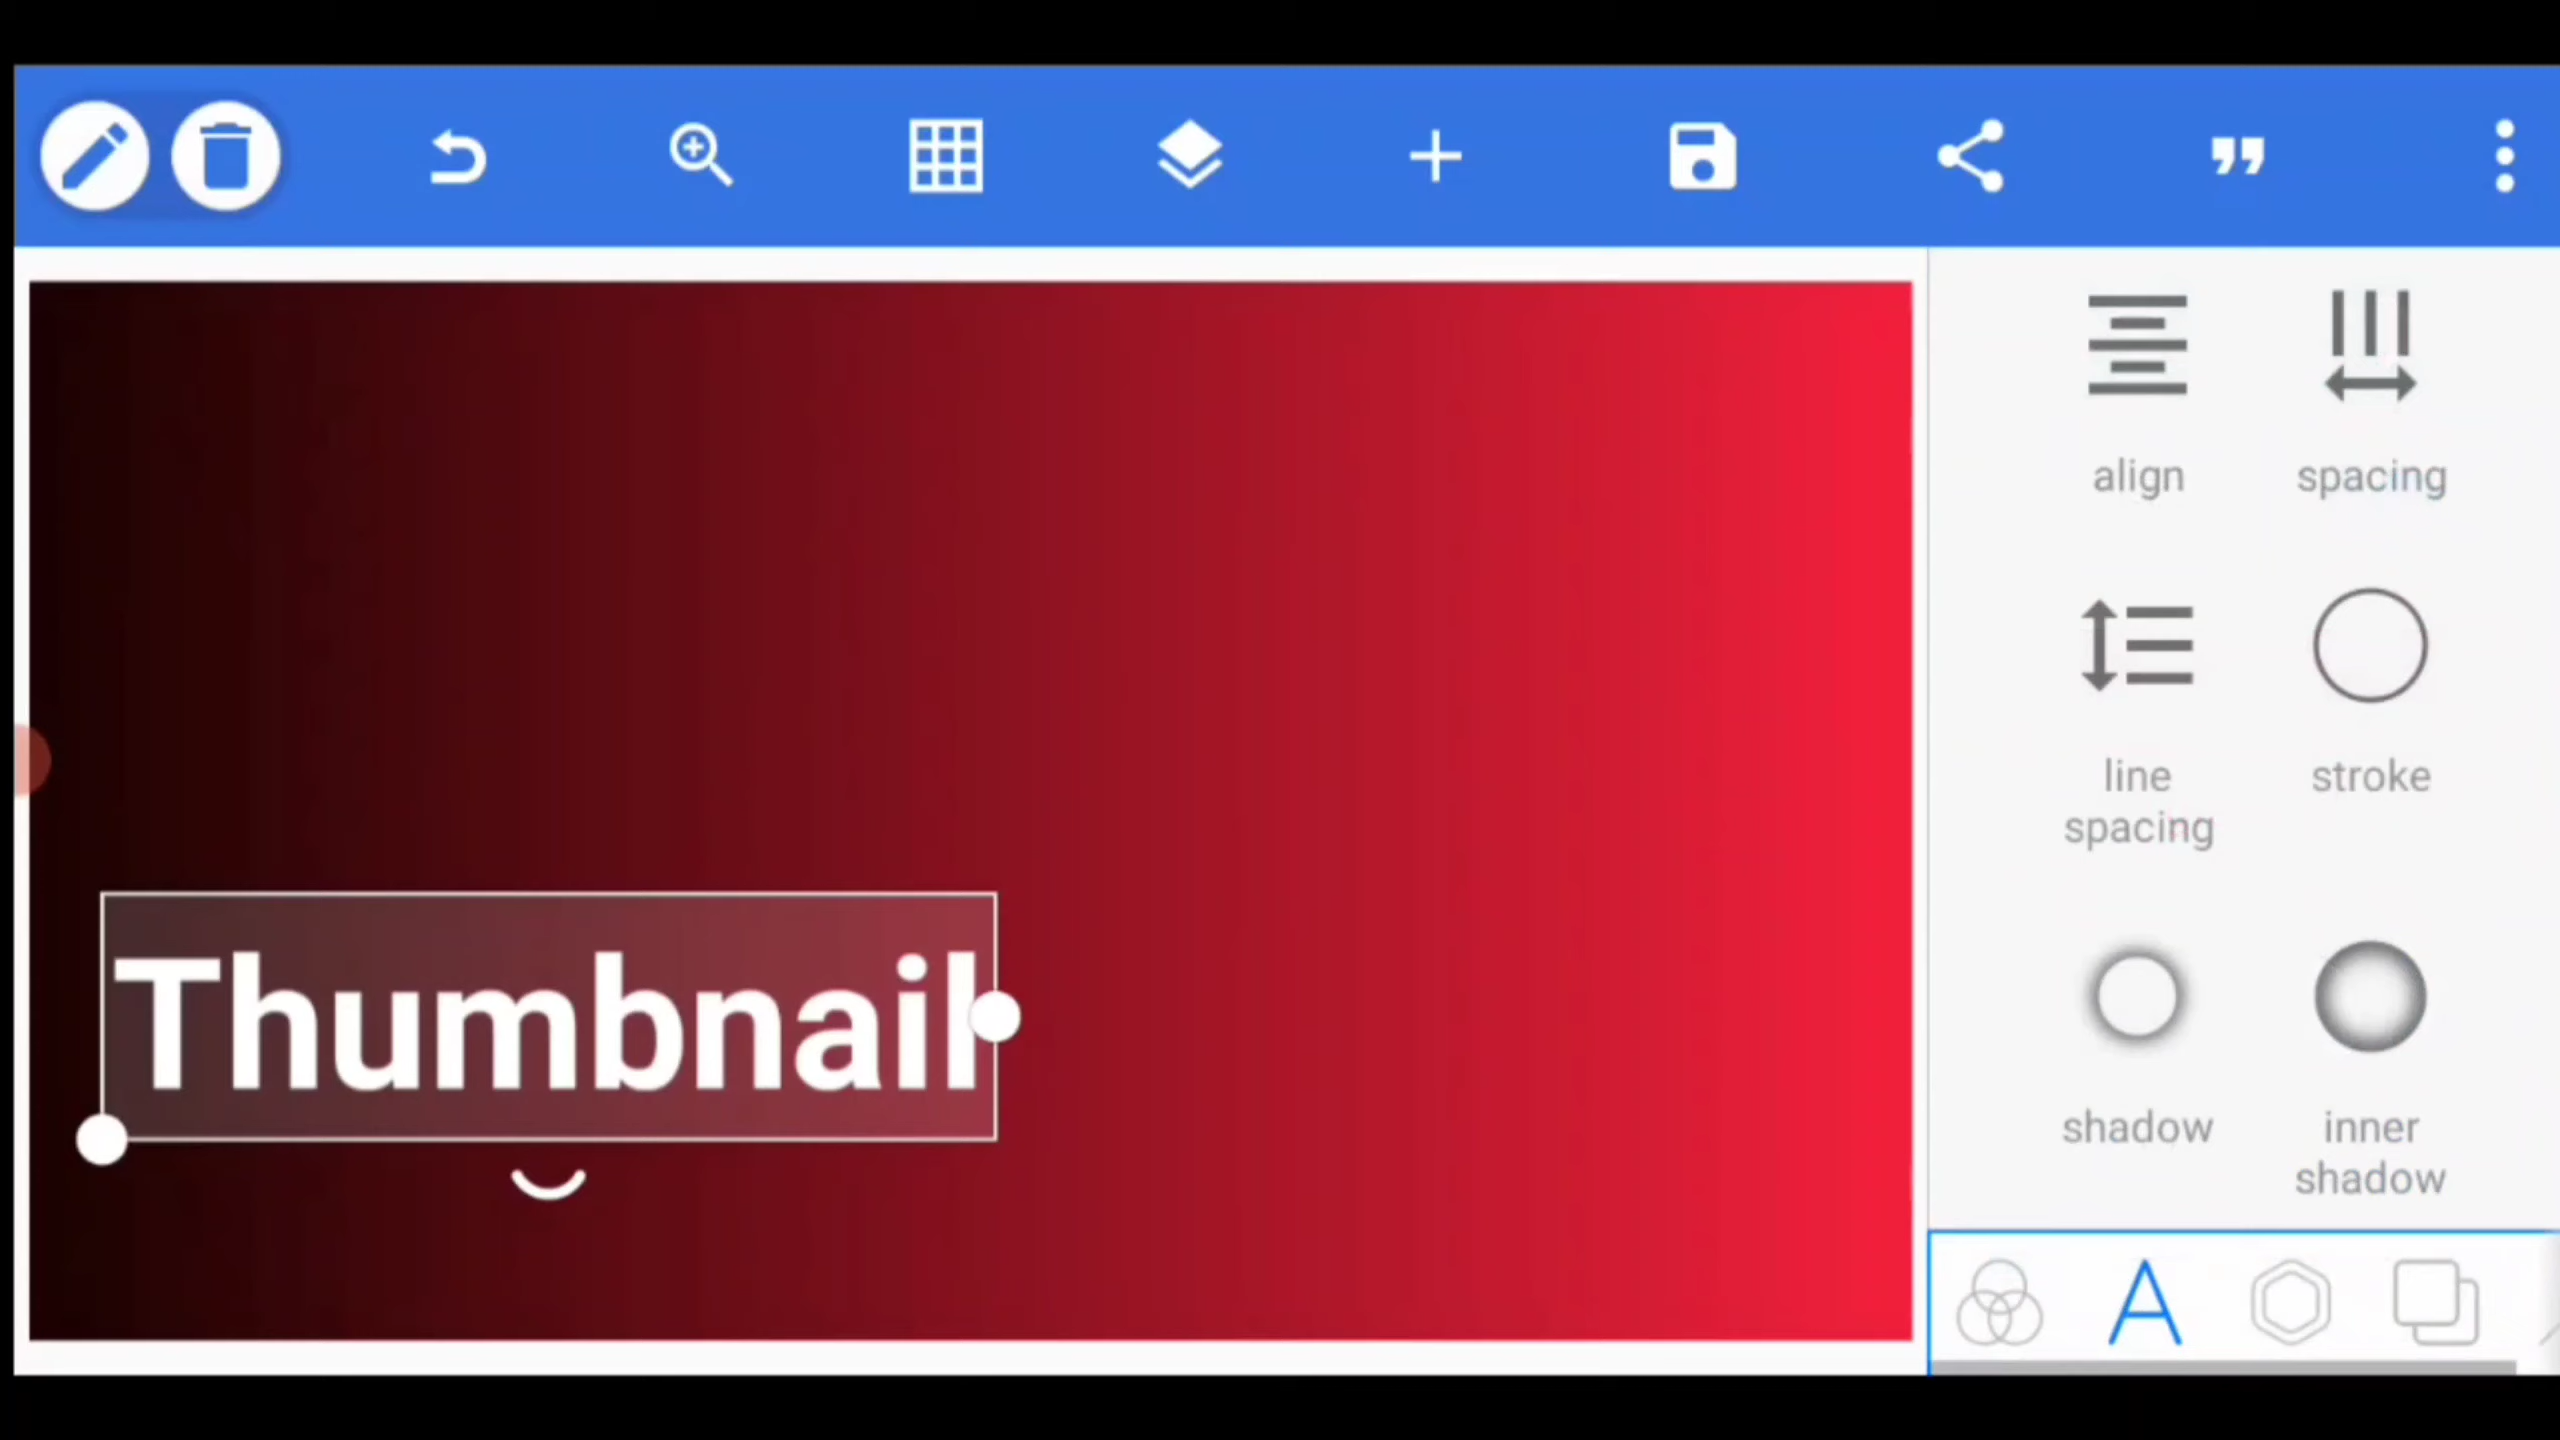 align
spacing
line
spacing
stroke
Thumbnail
shadow
inner
shadow